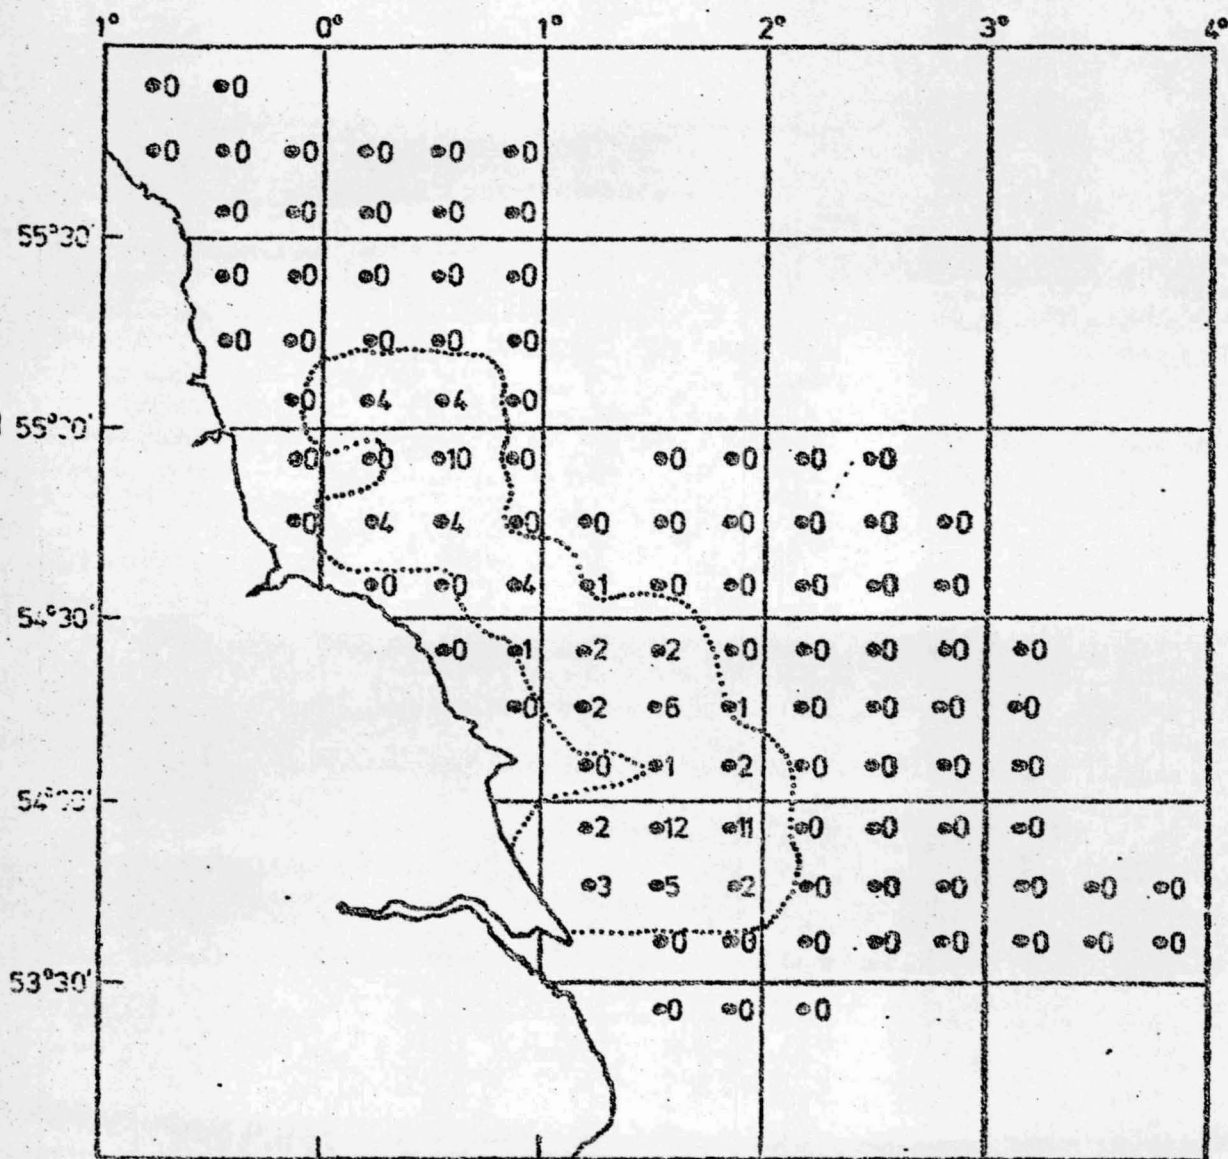 1° 0° 1° 2° 3° 4°
0 0
0 0 0 0 0 0
0 0 0 0 0
55°30'
0 0 0 0 0
0 0 0 0 0
0 4 4 0
55°00'
0 0 10 0 0 0 0 0
0 4 4 0 0 0 0 0 0 0
0 0 4 1 0 0 0 0 0
54°30'
0 1 2 2 0 0 0 0 0
0 2 6 1 0 0 0 0
0 1 2 0 0 0 0
54°00'
2 12 11 0 0 0 0
3 5 2 0 0 0 0 0 0
0 0 0 0 0 0 0 0
53°30'
0 0 0